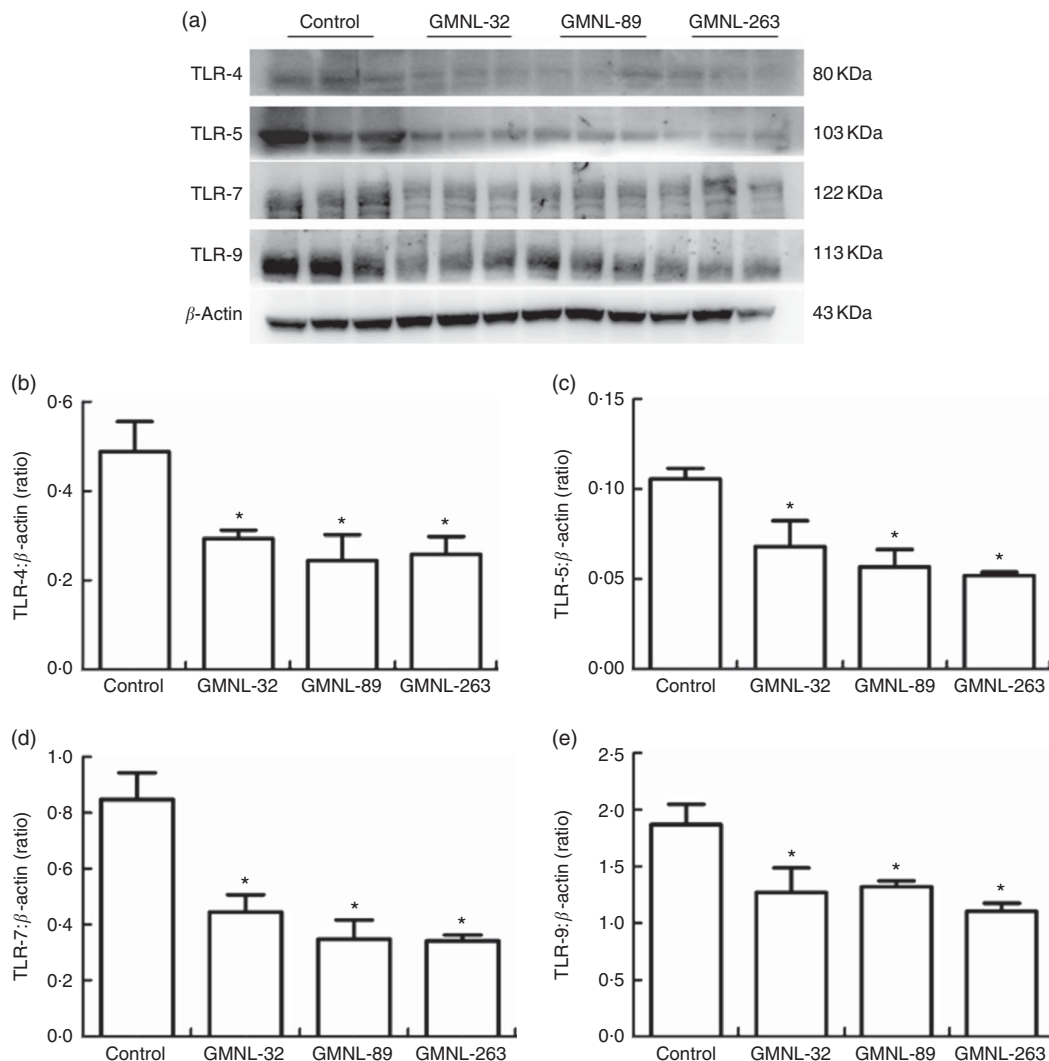 (a)
Control GMNL-32 GMNL-89 GMNL-263
TLR-4 80 KDa
TLR-5 103 KDa
TLR-7 122 KDa
TLR-9 113 KDa
β-Actin 43 KDa
(b)
TLR-4:β-actin (ratio)
0·6
0·4
0·2
0·0
* * *
Control GMNL-32 GMNL-89 GMNL-263
(c)
TLR-5:β-actin (ratio)
0·15
0·10
0·05
0·00
* * *
Control GMNL-32 GMNL-89 GMNL-263
(d)
TLR-7:β-actin (ratio)
1·0
0·8
0·6
0·4
0·2
0·0
* * *
Control GMNL-32 GMNL-89 GMNL-263
(e)
TLR-9:β-actin (ratio)
2·5
2·0
1·5
1·0
0·5
0·0
* * *
Control GMNL-32 GMNL-89 GMNL-263